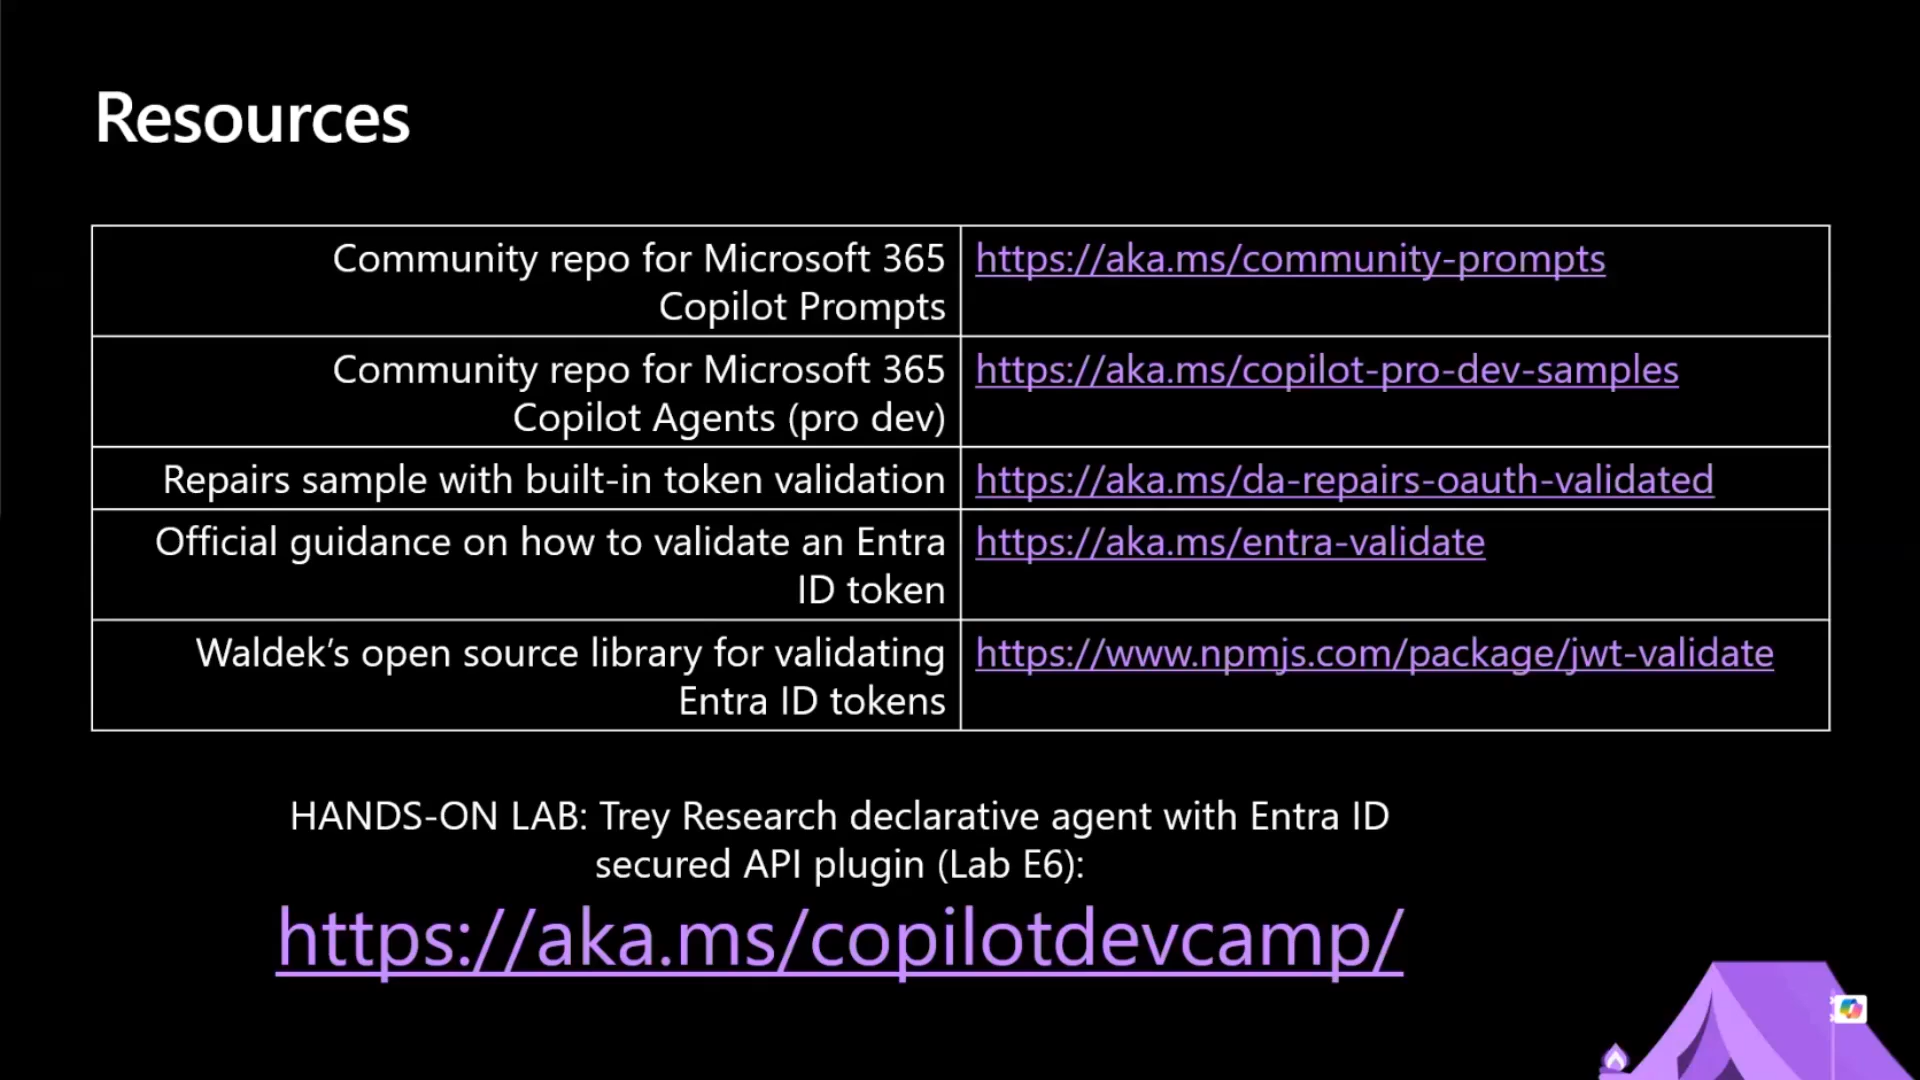 Resources
Community repo for Microsoft 365
Copilot Prompts
https://aka.ms/community-prompts
Community repo for Microsoft 365
Copilot Agents (pro dev)
https://aka.ms/copilot-pro-dev-samples
Repairs sample with built-in token validation
https://aka.ms/da-repairs-oauth-validated
Official guidance on how to validate an Entra
ID token
https://aka.ms/entra-validate
Waldek‘s open source library for validating
Entra ID tokens
https://www.npmjs.com/package/jwt-validate
HANDS-ON LAB: Trey Research declarative agent with Entra ID
secured API plugin (Lab E6):
https://aka.ms/copilotdevcamp/